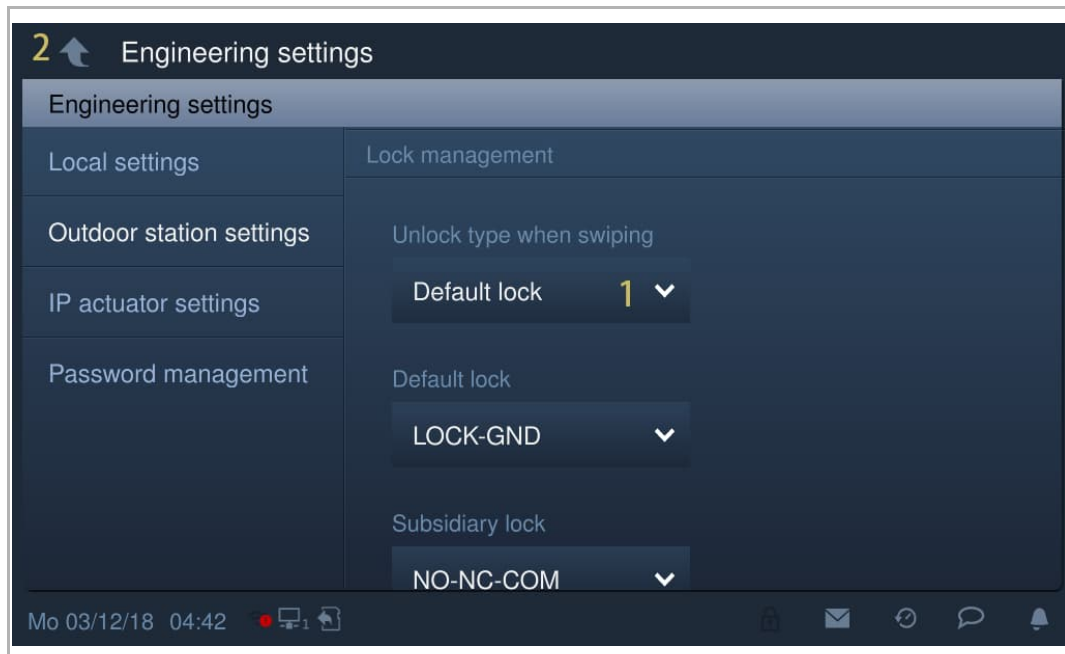 2 Engineering settings
Engineering settings
Local settings
Lock management
Outdoor station settings
Unlock type when swiping
Default lock 1
IP actuator settings
Password management
Default lock
LOCK-GND
Subsidiary lock
NO-NC-COM
Mo 03/12/18 04:42 1